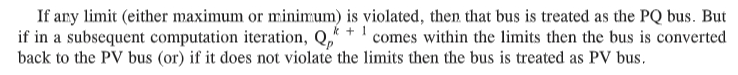 If any limit (either maximum or minimum) is violated, then that bus is treated as the PQ bus. But
if in a subsequent computation iteration, Qₚᵏ ⁺ ¹ comes within the limits then the bus is converted
back to the PV bus (or) if it does not violate the limits then the bus is treated as PV bus.